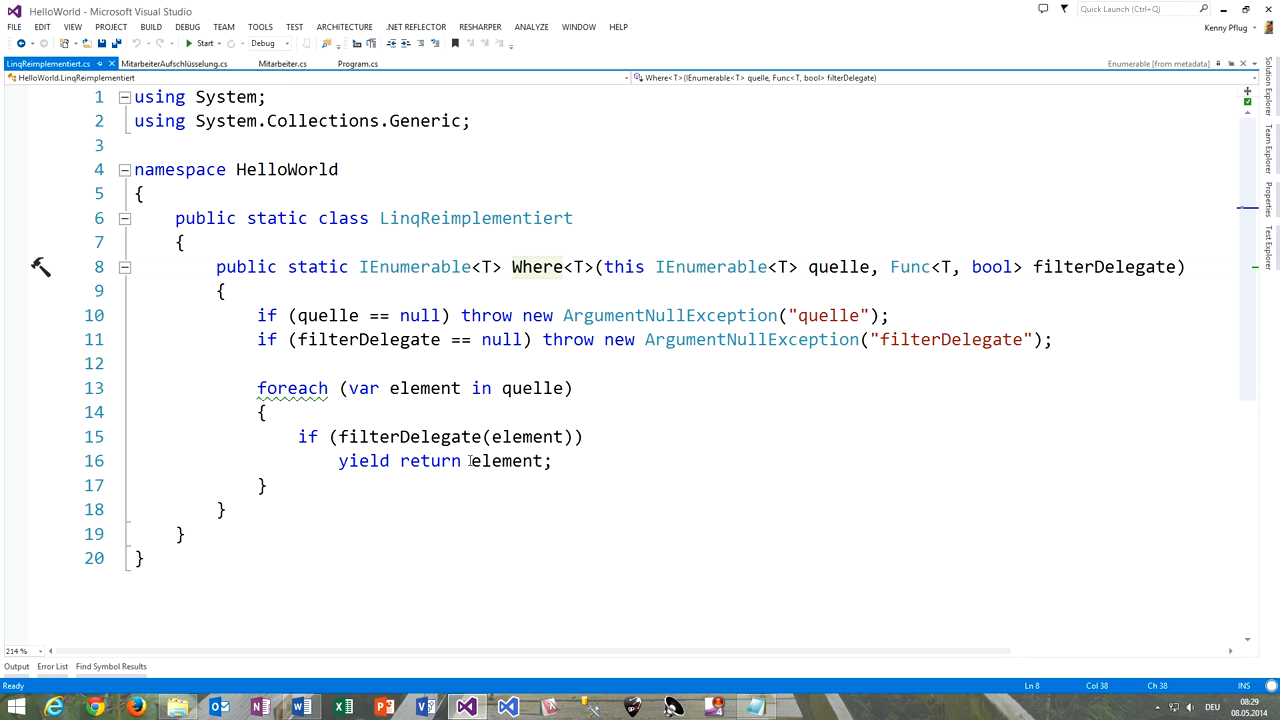 HelloWorld - Microsoft Visual Studio
Quick Launch (Ctrl+Q)
FILE EDIT VIEW PROJECT BUILD DEBUG TEAM TOOLS TEST ARCHITECTURE .NET REFLECTOR RESHARPER ANALYZE WINDOW HELP
Kenny Pflug
Start Debug
LinqReimplementiert.cs MitarbeiterAufschlüsselung.cs Mitarbeiter.cs Program.cs Enumerable [from metadata]
HelloWorld.LinqReimplementiert Where<T>(IEnumerable<T> quelle, Func<T, bool> filterDelegate)
1 using System;
2 using System.Collections.Generic;
3
4 namespace HelloWorld
5 {
6 public static class LinqReimplementiert
7 {
8 public static IEnumerable<T> Where<T>(this IEnumerable<T> quelle, Func<T, bool> filterDelegate)
9 {
10 if (quelle == null) throw new ArgumentNullException("quelle");
11 if (filterDelegate == null) throw new ArgumentNullException("filterDelegate");
12
13 foreach (var element in quelle)
14 {
15 if (filterDelegate(element))
16 yield return element;
17 }
18 }
19 }
20 }
Solution Explorer
Team Explorer
Properties
Test Explorer
214 %
Output Error List Find Symbol Results
Ready Ln 8 Col 38 Ch 38 INS
DEU
08:29
08.05.2014